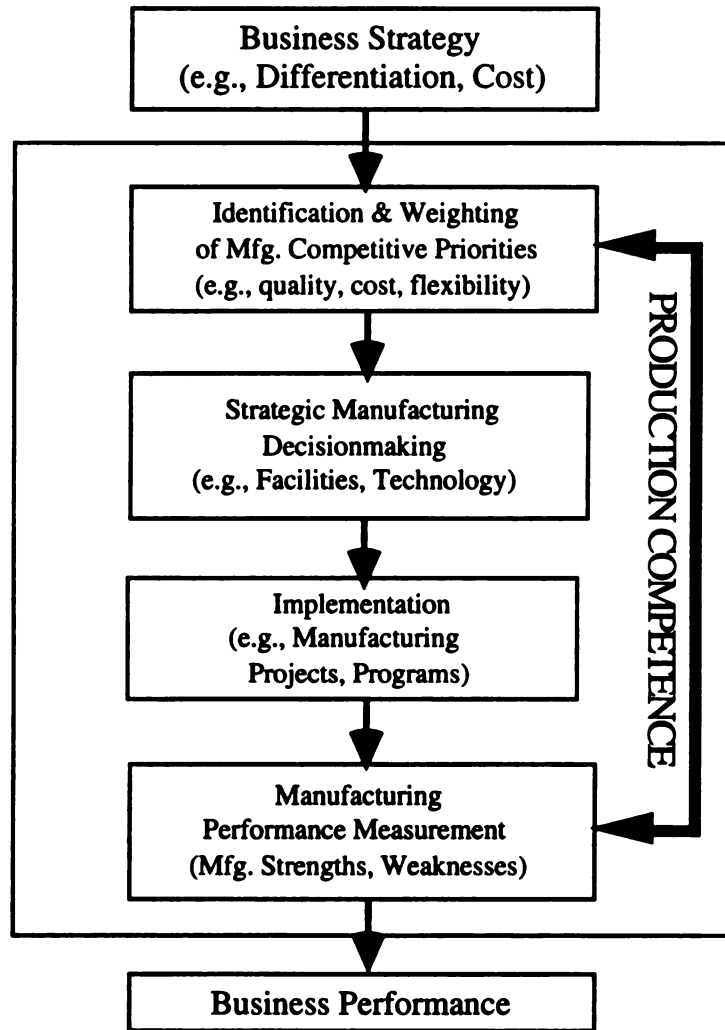 Business Strategy
(e.g., Differentiation, Cost)
Identification & Weighting
of Mfg. Competitive Priorities
(e.g., quality, cost, flexibility)
Strategic Manufacturing
Decisionmaking
(e.g., Facilities, Technology)
Implementation
(e.g., Manufacturing
Projects, Programs)
Manufacturing
Performance Measurement
(Mfg. Strengths, Weaknesses)
Business Performance
PRODUCTION COMPETENCE